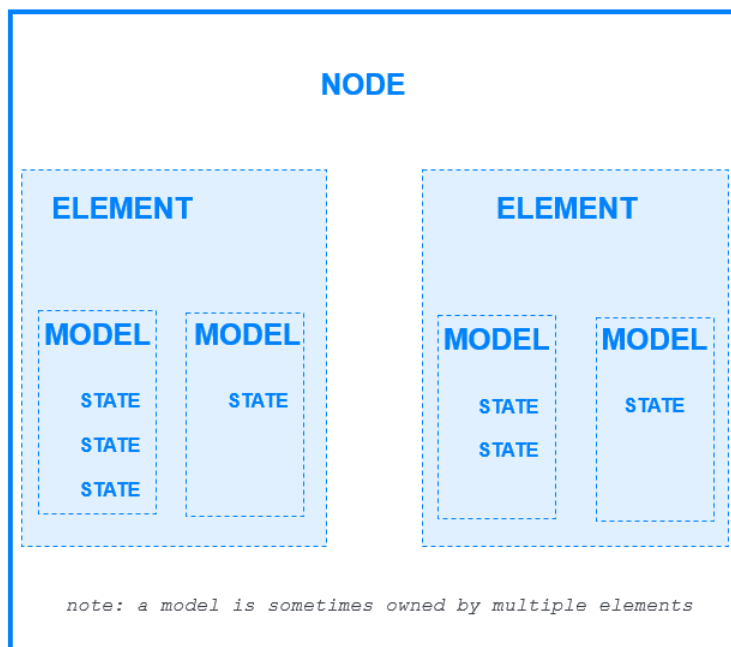 NODE
ELEMENT
MODEL
STATE
STATE
STATE
MODEL
STATE
ELEMENT
MODEL
STATE
STATE
MODEL
STATE
note: a model is sometimes owned by multiple elements